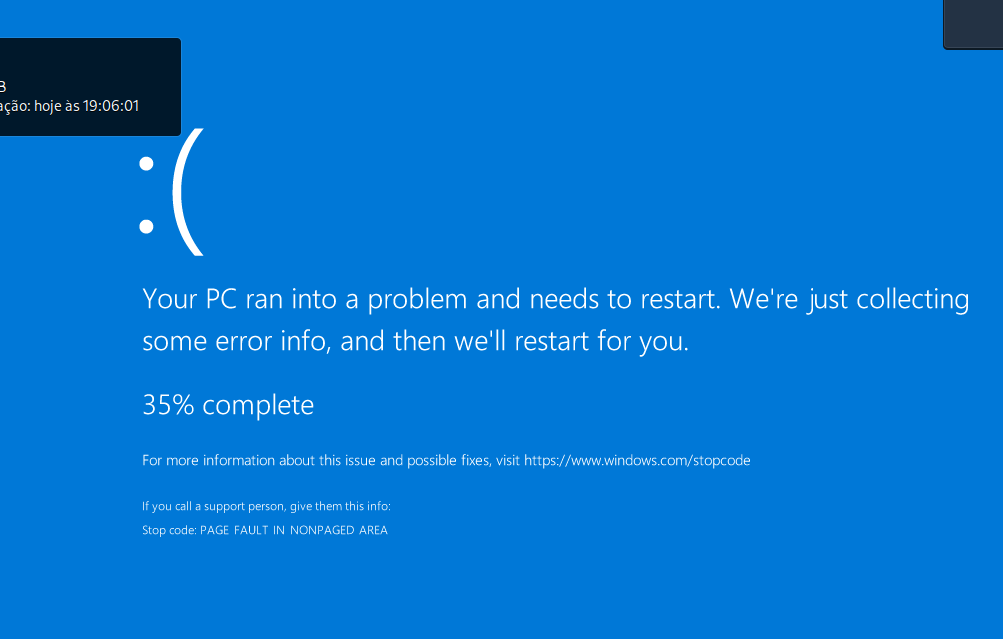 B
ação: hoje às 19:06:01
:(
Your PC ran into a problem and needs to restart. We're just collecting
some error info, and then we'll restart for you.
35% complete
For more information about this issue and possible fixes, visit https://www.windows.com/stopcode
If you call a support person, give them this info:
Stop code: PAGE FAULT IN NONPAGED AREA